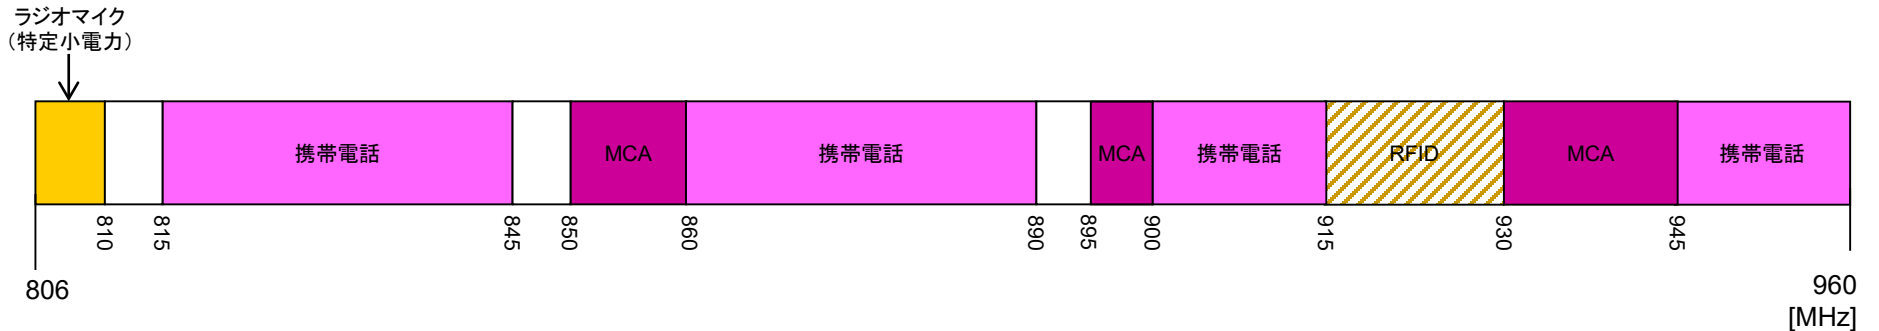 ラジオマイク
（特定小電力）
携帯電話
MCA
携帯電話
MCA
携帯電話
RFID
MCA
携帯電話
810
815
845
850
860
890
895
900
915
930
945
806
960
[MHz]